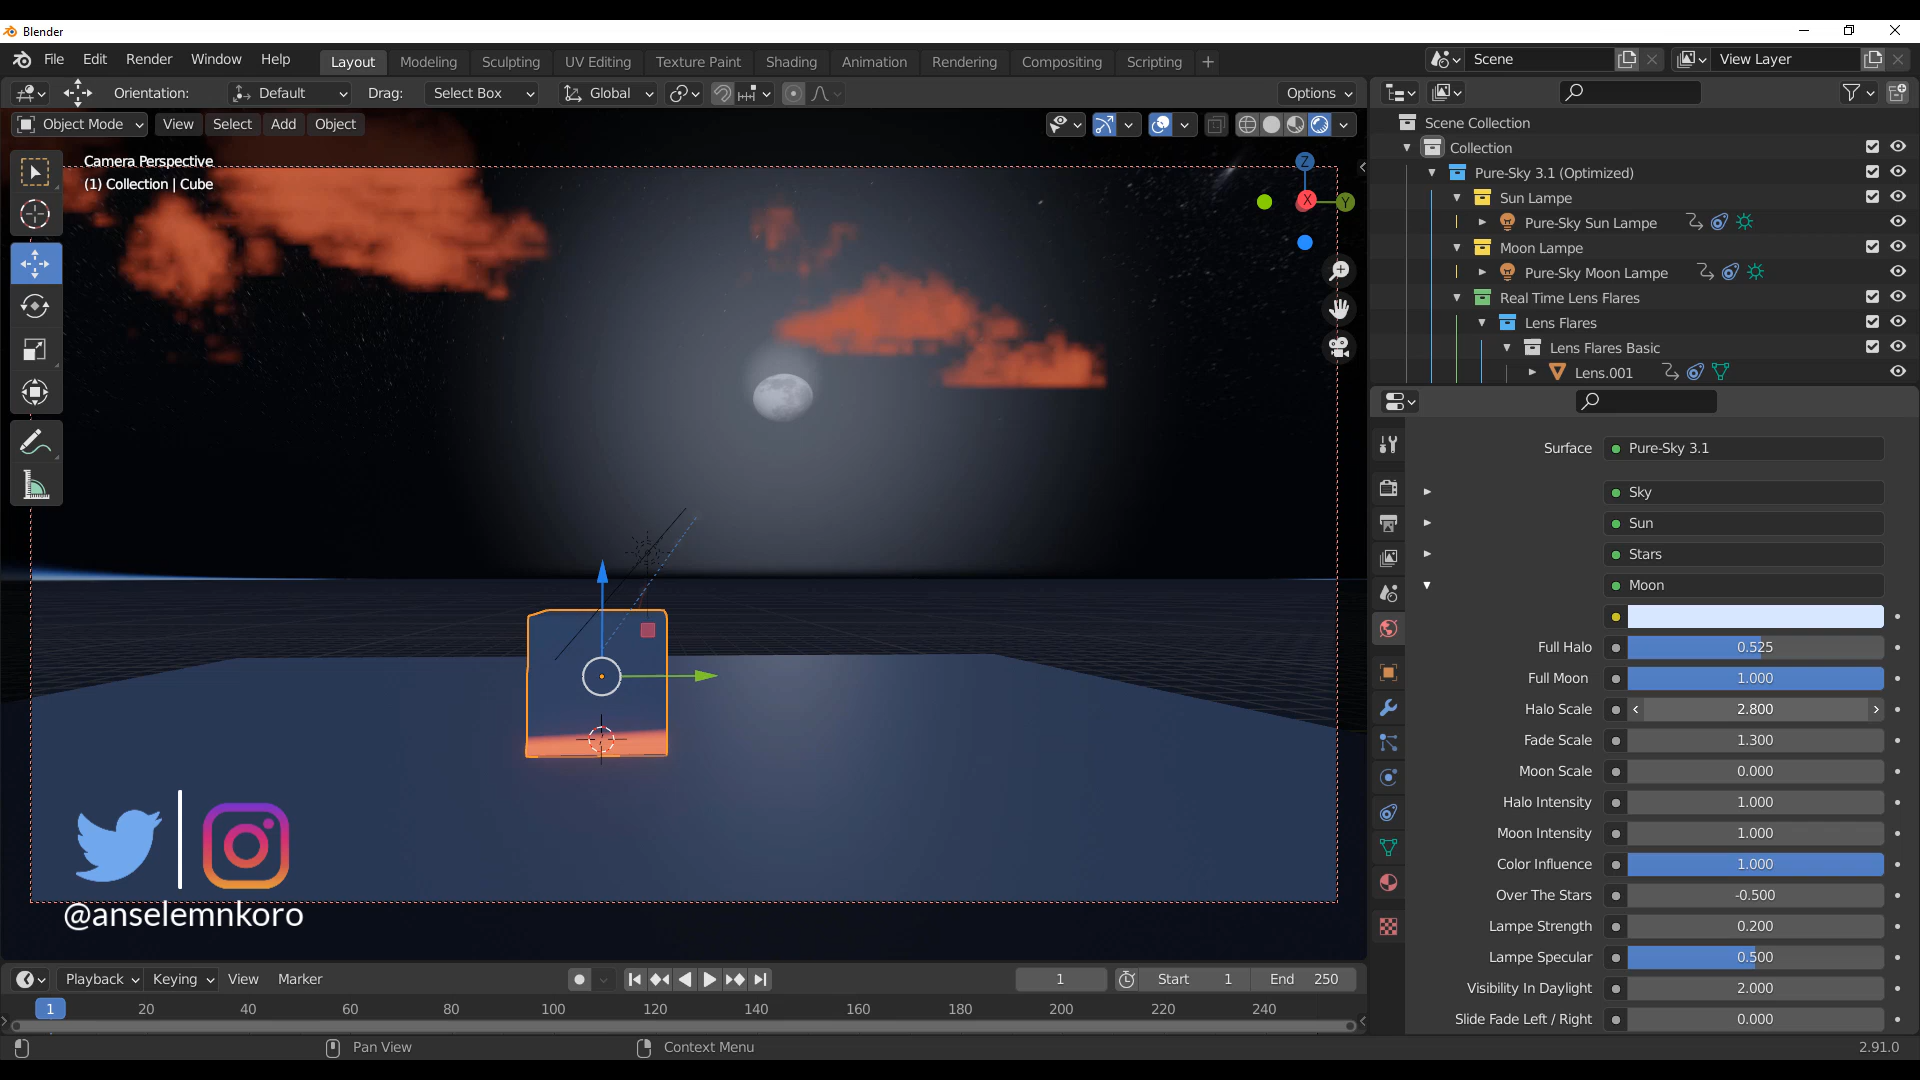 Blender
File Edit Render Window Help
Layout Modeling Sculpting UV Editing Texture Paint Shading Animation Rendering Compositing Scripting +
Scene
View Layer
Orientation: Default Drag: Select Box Global Options
Object Mode View Select Add Object
Camera Perspective
(1) Collection | Cube
Z
X
Y
Scene Collection
Collection
Pure-Sky 3.1 (Optimized)
Sun Lampe
Pure-Sky Sun Lampe
Moon Lampe
Pure-Sky Moon Lampe
Real Time Lens Flares
Lens Flares
Lens Flares Basic
Lens.001
Surface Pure-Sky 3.1
Sky
Sun
Stars
Moon
Full Halo 0.525
Full Moon 1.000
Halo Scale 2.800
Fade Scale 1.300
Moon Scale 0.000
Halo Intensity 1.000
Moon Intensity 1.000
Color Influence 1.000
Over The Stars -0.500
Lampe Strength 0.200
Lampe Specular 0.500
Visibility In Daylight 2.000
Slide Fade Left / Right 0.000
@anselemnkoro
Playback Keying View Marker 1 Start 1 End 250
1 20 40 60 80 100 120 140 160 180 200 220 240
Pan View Context Menu 2.91.0